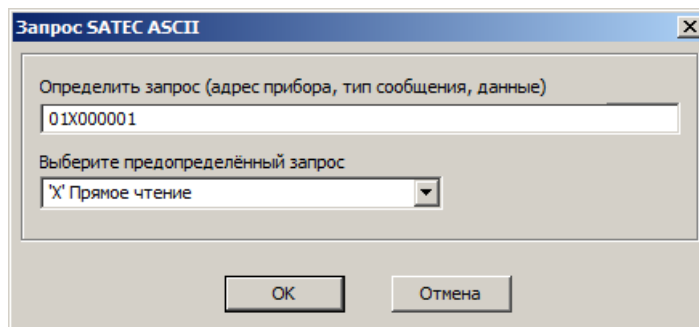 Запрос SATEC ASCII
Определить запрос (адрес прибора, тип сообщения, данные)
01X000001
Выберите предопределённый запрос
'X' Прямое чтение
OK
Отмена